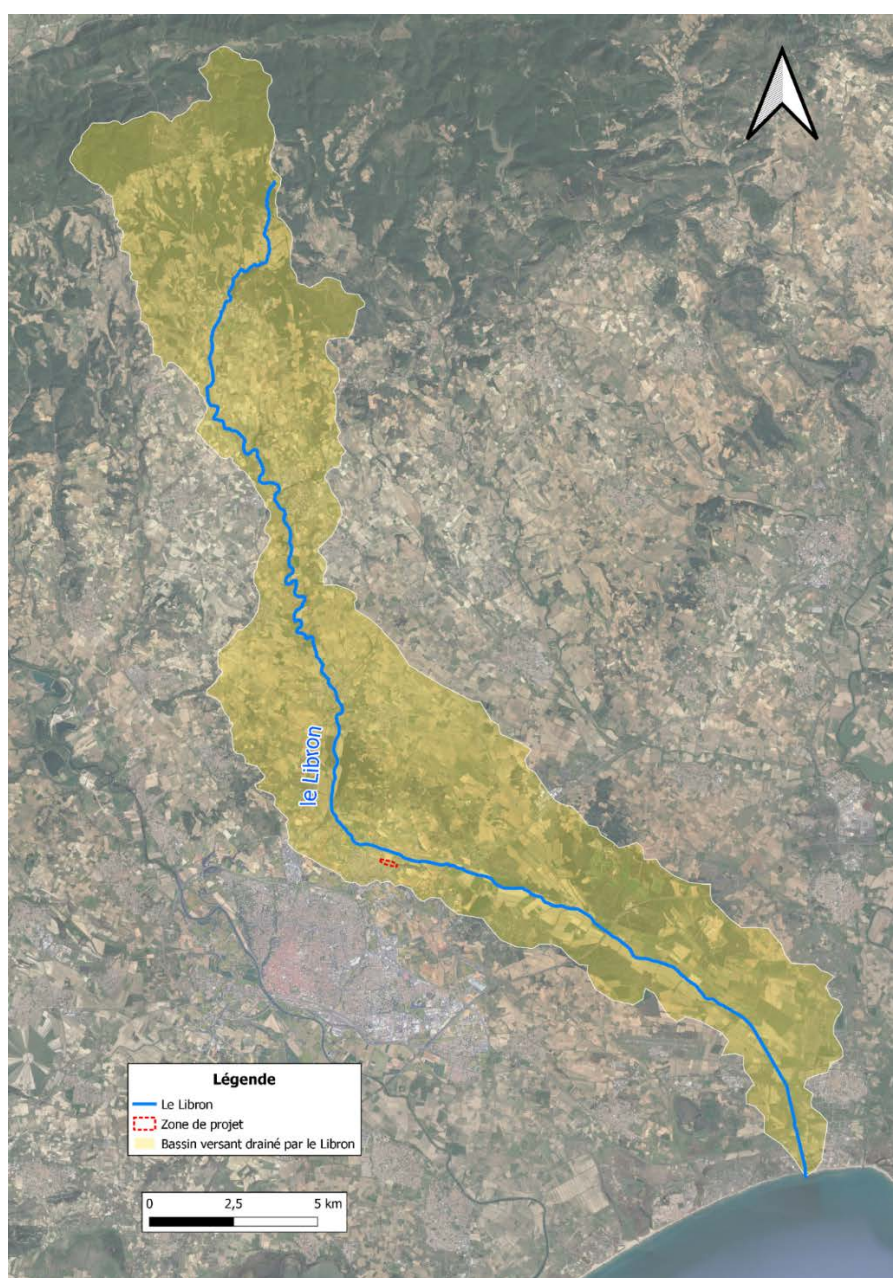 le Libron
Légende
Le Libron
Zone de projet
Bassin versant drainé par le Libron
0 2,5 5 km